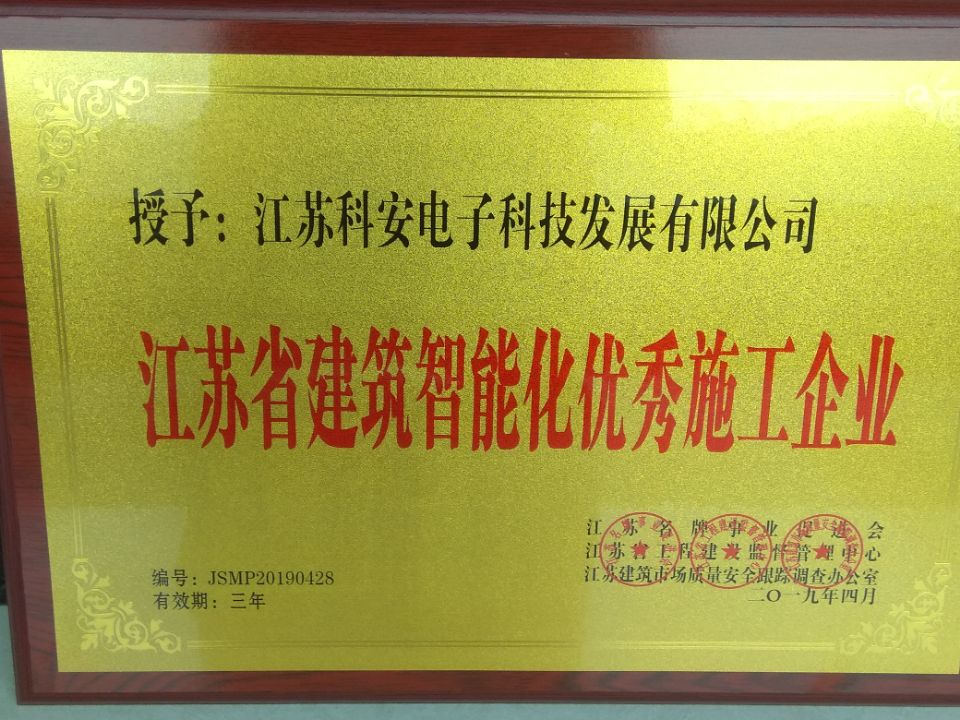 授予：江苏科安电子科技发展有限公司
江苏省建筑智能化优秀施工企业
江苏名牌事业促进会
江苏省工程建设监督管理中心
江苏建筑市场质量安全跟踪调查办公室
二〇一九年四月
编号：JSMP20190428
有效期：三年